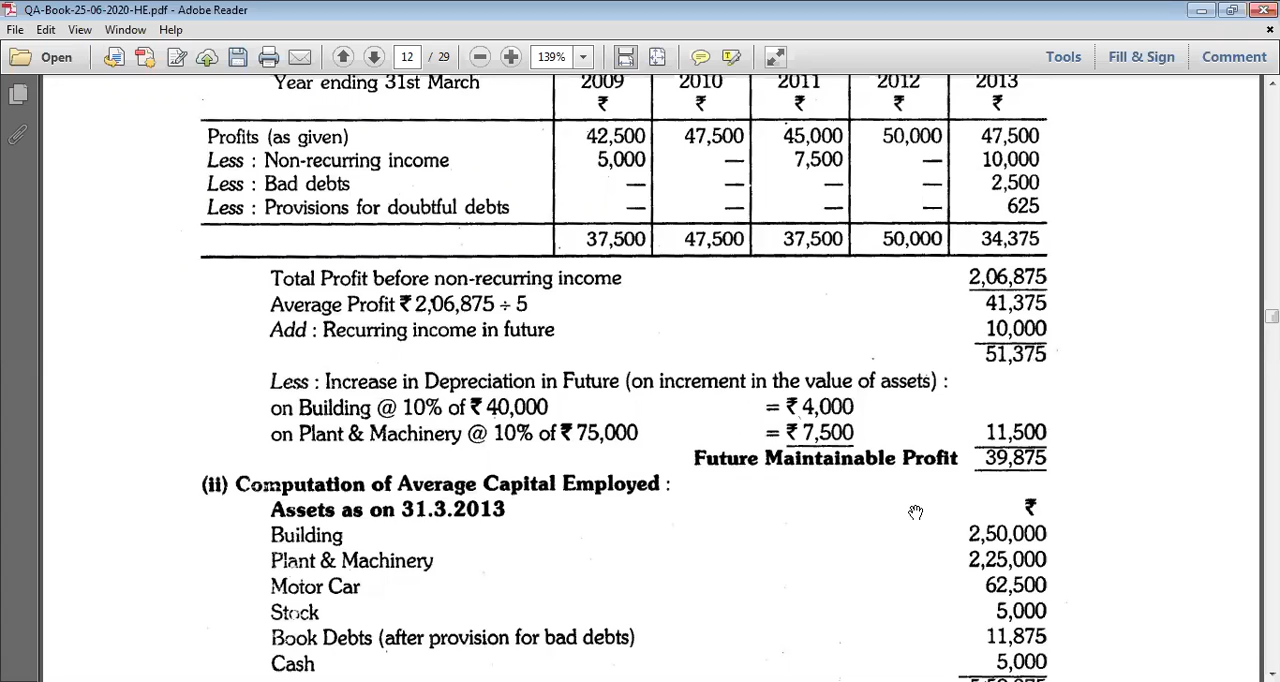 QA-Book-25-06-2020-HE.pdf - Adobe Reader
File Edit View Window Help
Open 12 / 29 139% Tools Fill & Sign Comment
Year ending 31st March 2009 2010 2011 2012 2013
₹ ₹ ₹ ₹ ₹
Profits (as given) 42,500 47,500 45,000 50,000 47,500
Less : Non-recurring income 5,000 — 7,500 — 10,000
Less : Bad debts — — — — 2,500
Less : Provisions for doubtful debts — — — — 625
37,500 47,500 37,500 50,000 34,375
Total Profit before non-recurring income 2,06,875
Average Profit ₹ 2,06,875 ÷ 5 41,375
Add : Recurring income in future 10,000
51,375
Less : Increase in Depreciation in Future (on increment in the value of assets) :
on Building @ 10% of ₹ 40,000 = ₹ 4,000
on Plant & Machinery @ 10% of ₹ 75,000 = ₹ 7,500 11,500
Future Maintainable Profit 39,875
(ii) Computation of Average Capital Employed :
Assets as on 31.3.2013 ₹
Building 2,50,000
Plant & Machinery 2,25,000
Motor Car 62,500
Stock 5,000
Book Debts (after provision for bad debts) 11,875
Cash 5,000